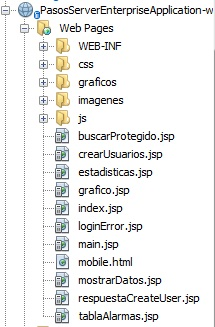 PasosServerEnterpriseApplication-w
Web Pages
WEB-INF
css
graficos
imagenes
js
buscarProtegido.jsp
crearUsuarios.jsp
estadisticas.jsp
grafico.jsp
index.jsp
loginError.jsp
main.jsp
mobile.html
mostrarDatos.jsp
respuestaCreateUser.jsp
tablaAlarmas.jsp